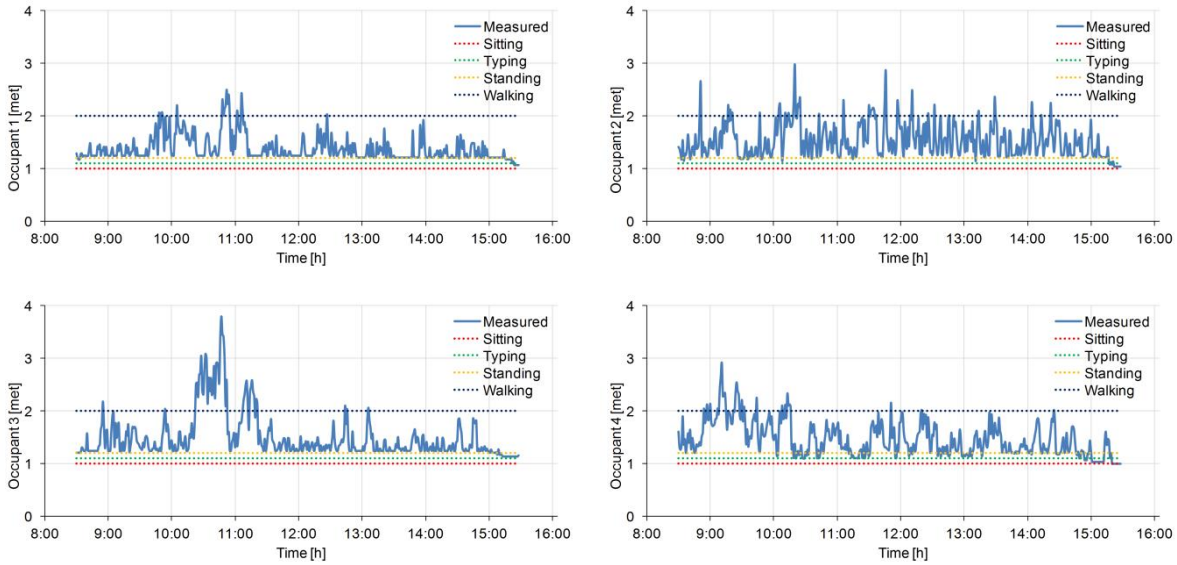 4
3
2
1
0
Occupant 1 [met]
Measured
Sitting
Typing
Standing
Walking
8:00 9:00 10:00 11:00 12:00 13:00 14:00 15:00 16:00
Time [h]
4
3
2
1
0
Occupant 2 [met]
Measured
Sitting
Typing
Standing
Walking
8:00 9:00 10:00 11:00 12:00 13:00 14:00 15:00 16:00
Time [h]
4
3
2
1
0
Occupant 3 [met]
Measured
Sitting
Typing
Standing
Walking
8:00 9:00 10:00 11:00 12:00 13:00 14:00 15:00 16:00
Time [h]
4
3
2
1
0
Occupant 4 [met]
Measured
Sitting
Typing
Standing
Walking
8:00 9:00 10:00 11:00 12:00 13:00 14:00 15:00 16:00
Time [h]